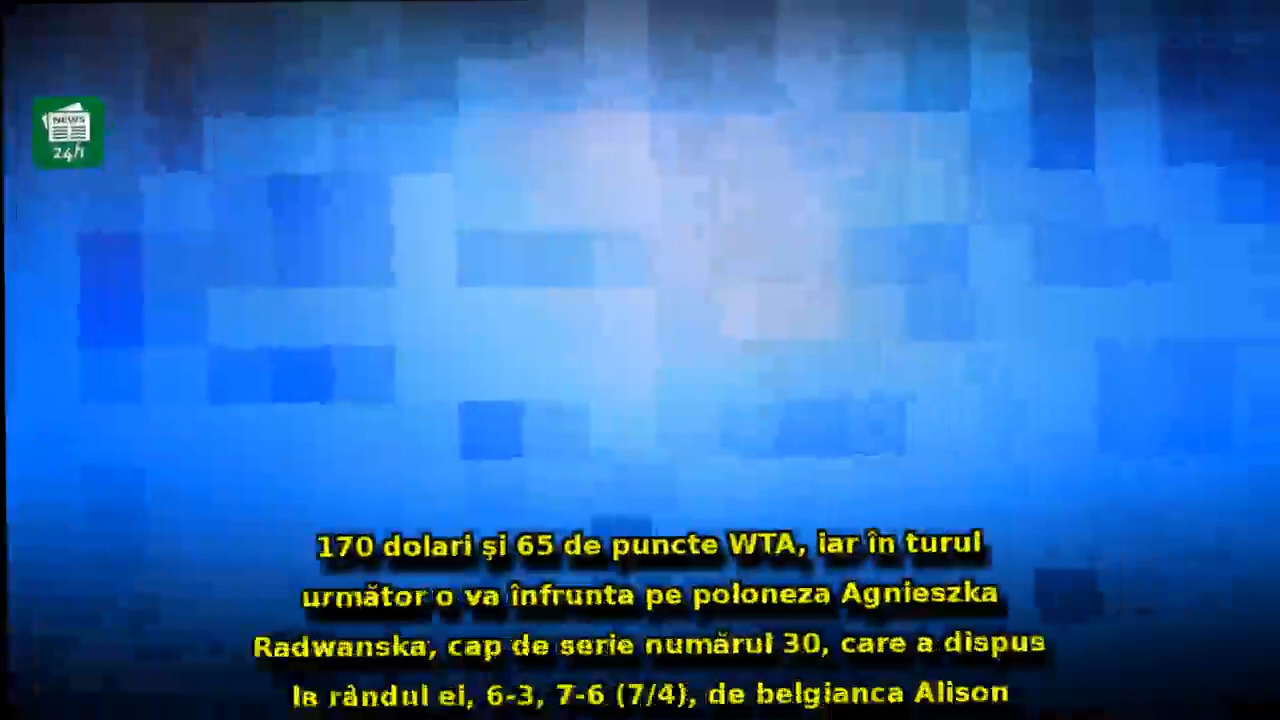 NEWS
24h
170 dolari şi 65 de puncte WTA, iar în turul
următor o va înfrunta pe poloneza Agnieszka
Radwanska, cap de serie numărul 30, care a dispus
la rândul ei, 6-3, 7-6 (7/4), de belgianca Alison